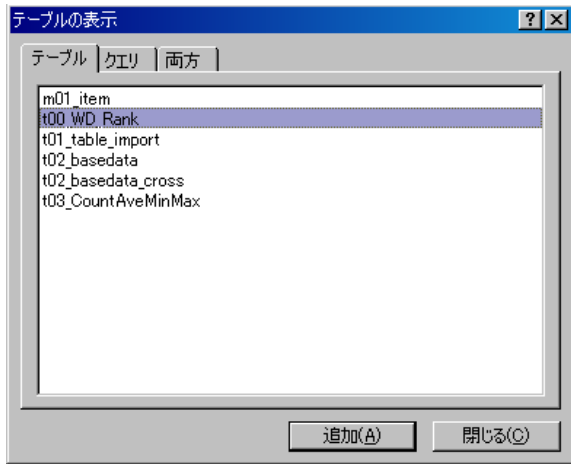 テーブルの表示
テーブル クエリ 両方
m01_item
t00_WD_Rank
t01_table_import
t02_basedata
t02_basedata_cross
t03_CountAveMinMax
追加(A) 閉じる(C)